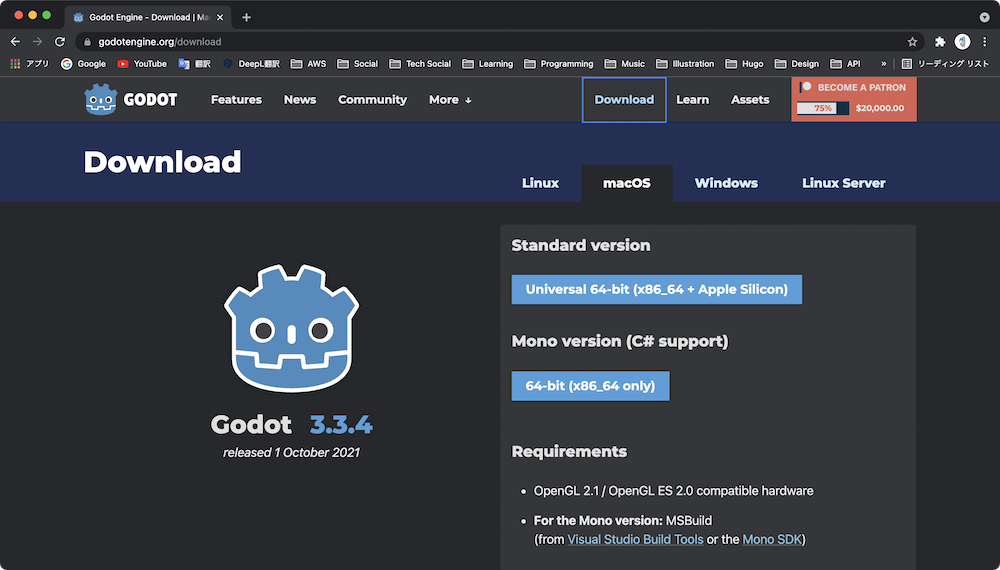 Godot Engine – Download | Ma
godotengine.org/download
アプリ Google YouTube 翻訳 DeepL翻訳 AWS Social Tech Social Learning Programming Music Illustration Hugo Design API » リーディング リスト
GODOT Features News Community More ↓ Download Learn Assets
BECOME A PATRON
75% $20,000.00
Download
Linux macOS Windows Linux Server
Standard version
Universal 64-bit (x86_64 + Apple Silicon)
Mono version (C# support)
64-bit (x86_64 only)
Godot 3.3.4
released 1 October 2021
Requirements
• OpenGL 2.1 / OpenGL ES 2.0 compatible hardware
• For the Mono version: MSBuild
(from Visual Studio Build Tools or the Mono SDK)